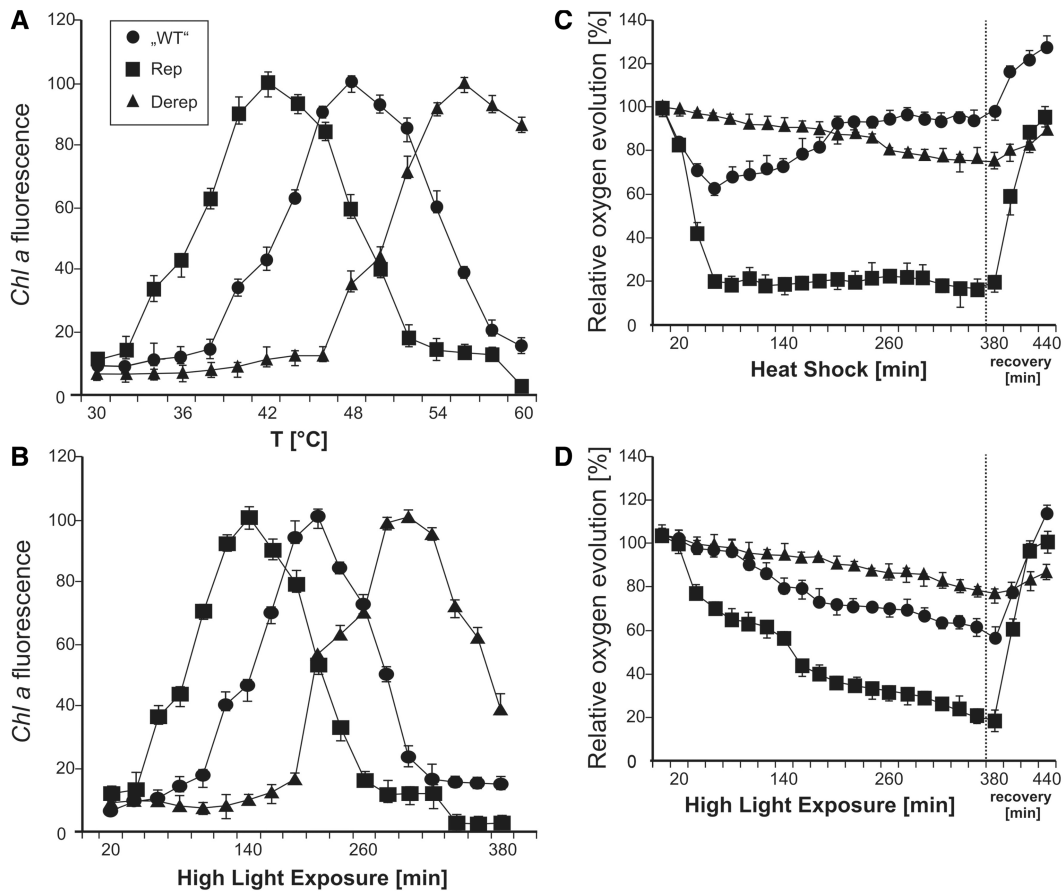 A
120
100
80
60
40
20
0
Chl a fluorescence
„WT“
Rep
Derep
30 36 42 48 54 60
T [°C]
B
120
100
80
60
40
20
0
Chl a fluorescence
20 140 260 380
High Light Exposure [min]
C
140
120
100
80
60
40
20
0
Relative oxygen evolution [%]
20 140 260 380 440
Heat Shock [min]
recovery
[min]
D
140
120
100
80
60
40
20
0
Relative oxygen evolution [%]
20 140 260 380 440
High Light Exposure [min]
recovery
[min]